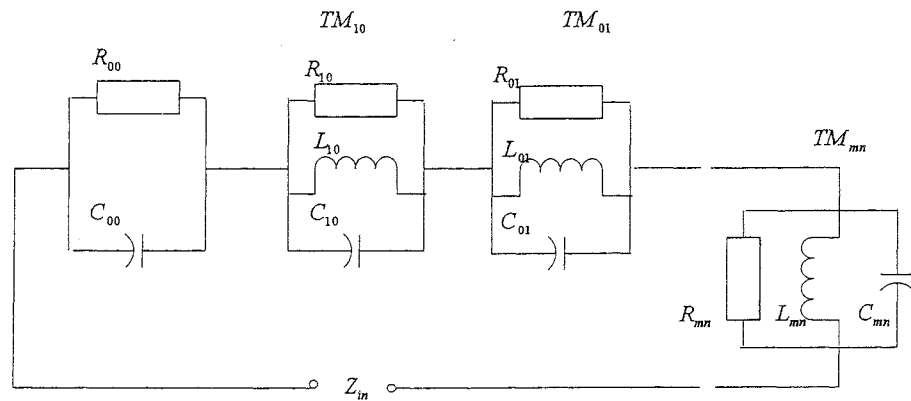 TM₁₀
TM₀₁
R₀₀
R₁₀
R₀₁
L₁₀
L₀₁
TMₘₙ
C₀₀
C₁₀
C₀₁
Rₘₙ
Lₘₙ
Cₘₙ
Zᵢₙ